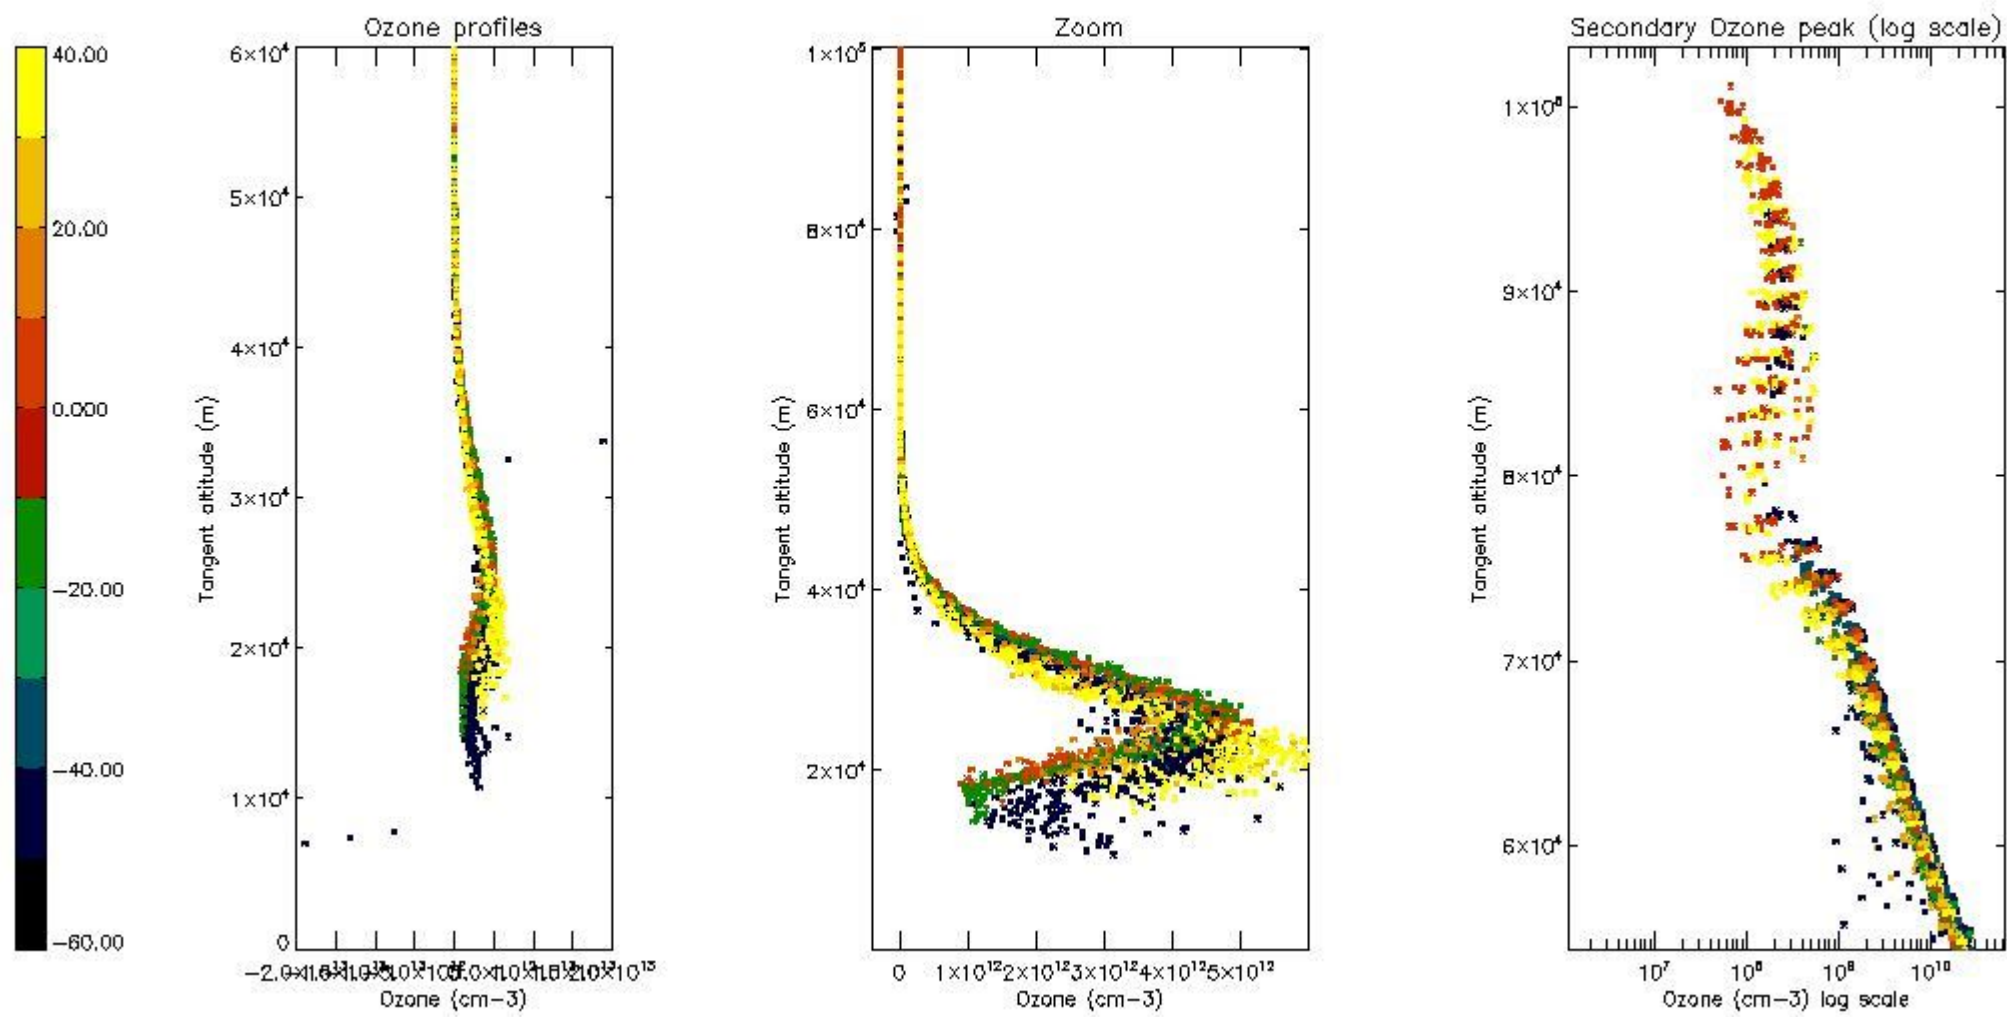 Ozone profiles
Zoom
Secondary Ozone peak (log scale)
40.00
20.00
0.000
−20.00
−40.00
−60.00
6×10⁴
5×10⁴
4×10⁴
3×10⁴
2×10⁴
1×10⁴
0
Tangent altitude (m)
Ozone (cm−3)
1×10⁵
8×10⁴
6×10⁴
4×10⁴
2×10⁴
Tangent altitude (m)
0 1×10¹² 2×10¹² 3×10¹² 4×10¹² 5×10¹²
Ozone (cm−3)
1×10⁵
9×10⁴
8×10⁴
7×10⁴
6×10⁴
Tangent altitude (m)
10⁷ 10⁸ 10⁹ 10¹⁰
Ozone (cm−3) log scale